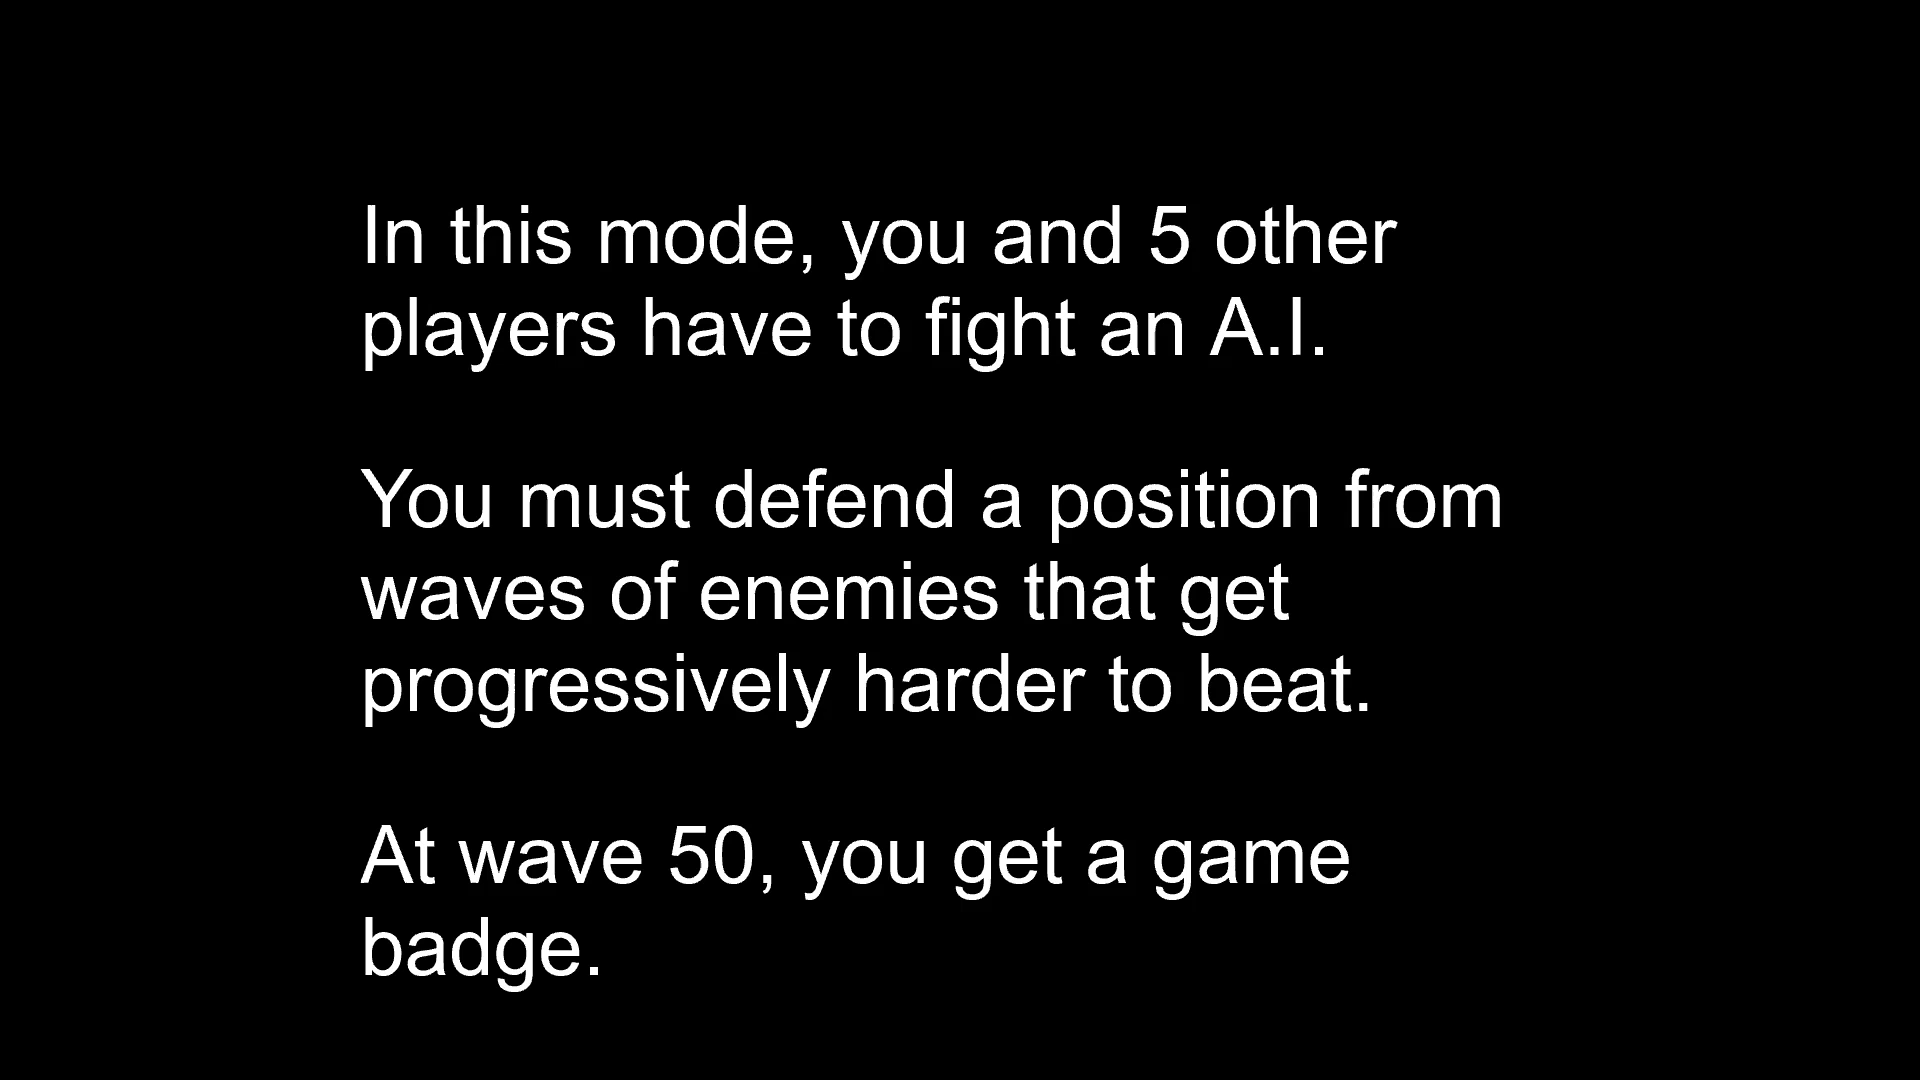 In this mode, you and 5 other
players have to fight an A.I.
You must defend a position from
waves of enemies that get
progressively harder to beat.
At wave 50, you get a game
badge.